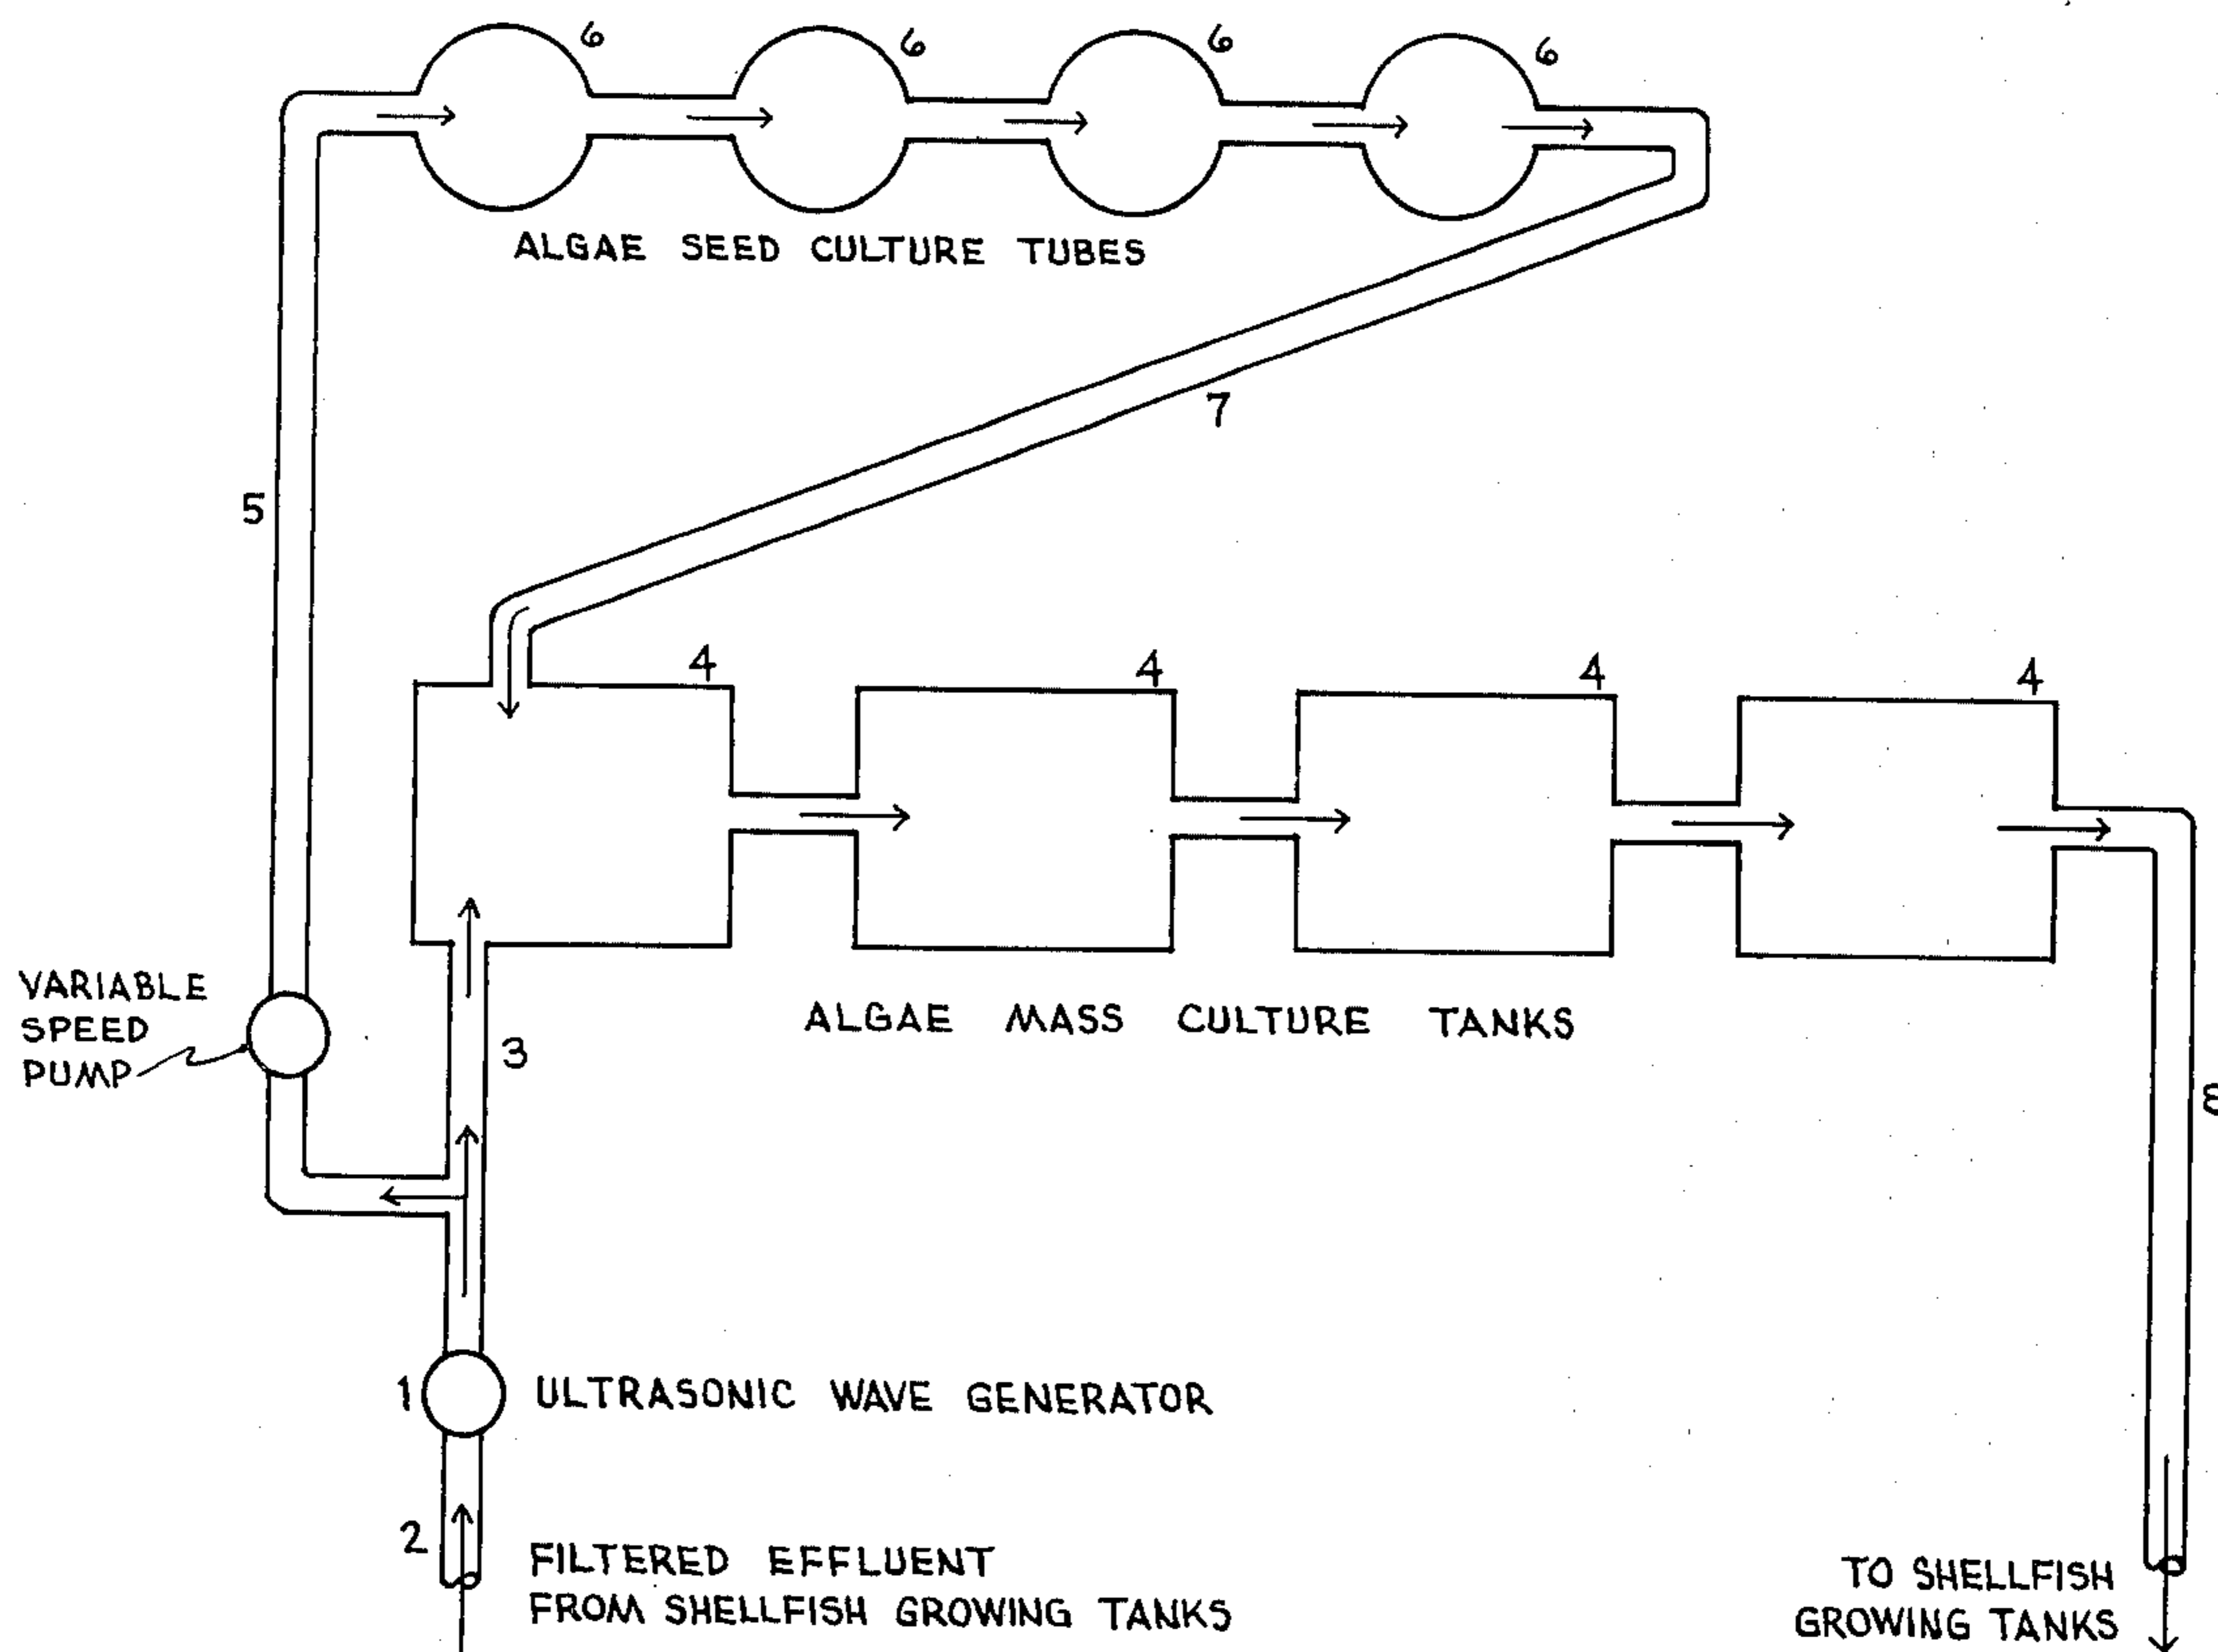 6 6 6 6
ALGAE SEED CULTURE TUBES
7
5
4 4 4 4
VARIABLE
SPEED
PUMP
ALGAE MASS CULTURE TANKS
3
8
1 ULTRASONIC WAVE GENERATOR
2
FILTERED EFFLUENT
FROM SHELLFISH GROWING TANKS
TO SHELLFISH
GROWING TANKS